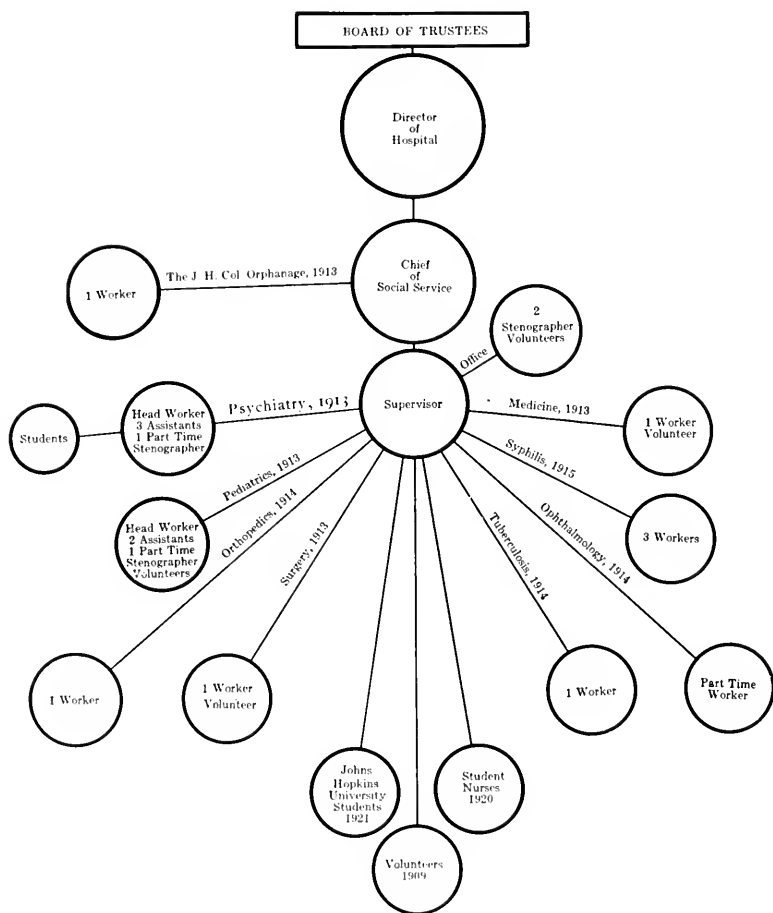 BOARD OF TRUSTEES
Director
of
Hospital
Chief
of
Social Service
The J. H. Col Orphanage, 1913
1 Worker
2
Stenographer
Volunteers
Office
Supervisor
Psychiatry, 1913
Head Worker
3 Assistants
1 Part Time
Stenographer
Students
Medicine, 1913
1 Worker
Volunteer
Pediatrics, 1913
Head Worker
2 Assistants
1 Part Time
Stenographer
Volunteers
Syphilis, 1915
3 Workers
Orthopedics, 1914
1 Worker
Surgery, 1913
1 Worker
Volunteer
Tuberculosis, 1914
1 Worker
Ophthalmology, 1914
Part Time
Worker
Johns
Hopkins
University
Students
1921
Student
Nurses
1920
Volunteers
1909